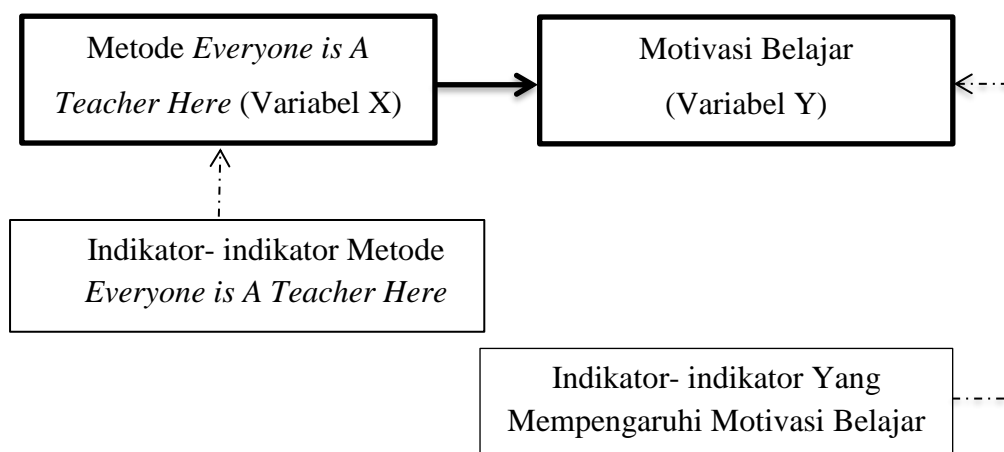 Metode Everyone is A
Teacher Here (Variabel X)
Motivasi Belajar
(Variabel Y)
Indikator- indikator Metode
Everyone is A Teacher Here
Indikator- indikator Yang
Mempengaruhi Motivasi Belajar